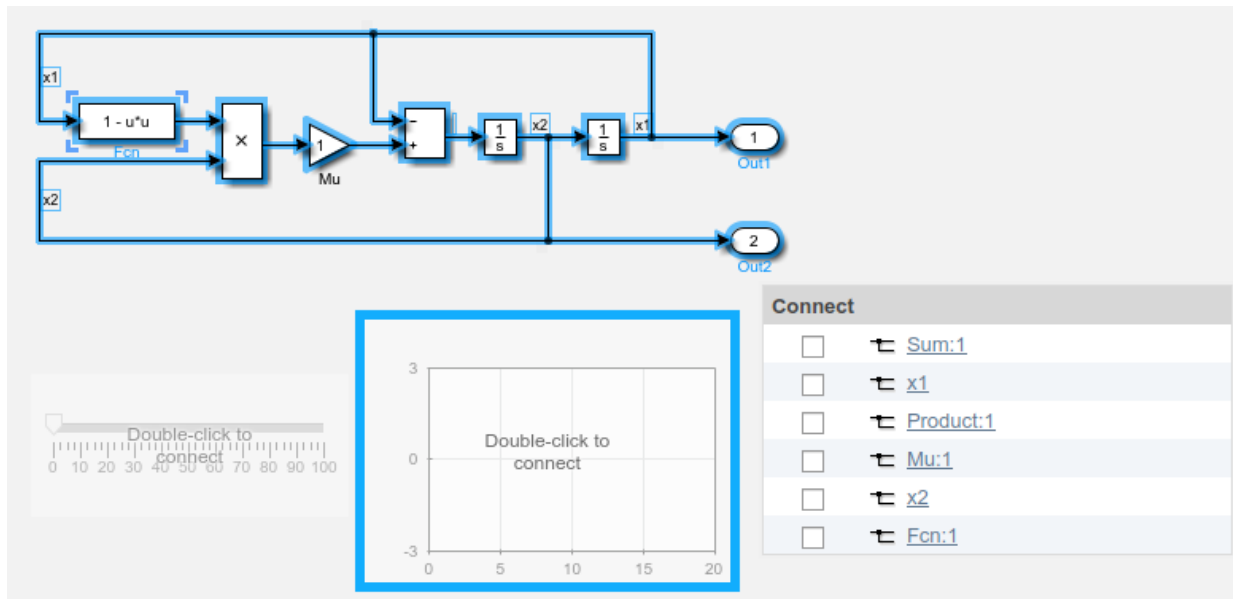 x1
1 - u*u
Fcn
×
1
Mu
−
+
1
s
x2
1
s
x1
1
Out1
x2
2
Out2
Double-click to
connect
0 10 20 30 40 50 60 70 80 90 100
3
0
-3
Double-click to
connect
0 5 10 15 20
Connect
Sum:1
x1
Product:1
Mu:1
x2
Fcn:1